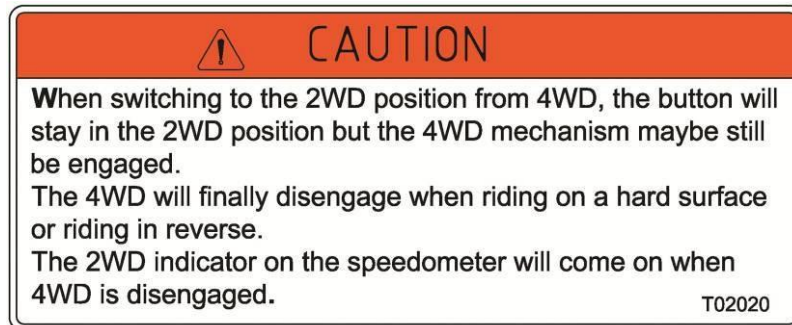 CAUTION
When switching to the 2WD position from 4WD, the button will
stay in the 2WD position but the 4WD mechanism maybe still
be engaged.
The 4WD will finally disengage when riding on a hard surface
or riding in reverse.
The 2WD indicator on the speedometer will come on when
4WD is disengaged.
T02020